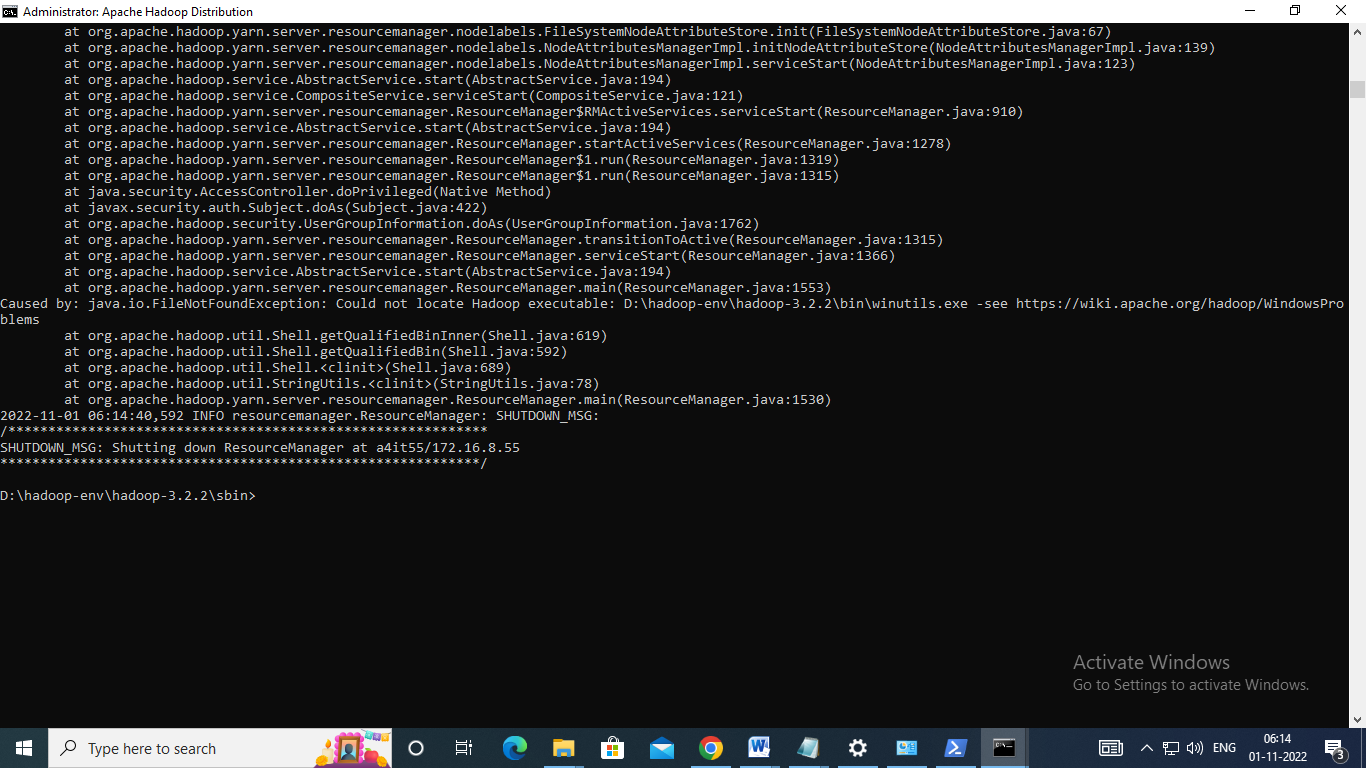 Administrator: Apache Hadoop Distribution
at org.apache.hadoop.yarn.server.resourcemanager.nodelabels.FileSystemNodeAttributeStore.init(FileSystemNodeAttributeStore.java:67)
at org.apache.hadoop.yarn.server.resourcemanager.nodelabels.NodeAttributesManagerImpl.initNodeAttributeStore(NodeAttributesManagerImpl.java:139)
at org.apache.hadoop.yarn.server.resourcemanager.nodelabels.NodeAttributesManagerImpl.serviceStart(NodeAttributesManagerImpl.java:123)
at org.apache.hadoop.service.AbstractService.start(AbstractService.java:194)
at org.apache.hadoop.service.CompositeService.serviceStart(CompositeService.java:121)
at org.apache.hadoop.yarn.server.resourcemanager.ResourceManager$RMActiveServices.serviceStart(ResourceManager.java:910)
at org.apache.hadoop.service.AbstractService.start(AbstractService.java:194)
at org.apache.hadoop.yarn.server.resourcemanager.ResourceManager.startActiveServices(ResourceManager.java:1278)
at org.apache.hadoop.yarn.server.resourcemanager.ResourceManager$1.run(ResourceManager.java:1319)
at org.apache.hadoop.yarn.server.resourcemanager.ResourceManager$1.run(ResourceManager.java:1315)
at java.security.AccessController.doPrivileged(Native Method)
at javax.security.auth.Subject.doAs(Subject.java:422)
at org.apache.hadoop.security.UserGroupInformation.doAs(UserGroupInformation.java:1762)
at org.apache.hadoop.yarn.server.resourcemanager.ResourceManager.transitionToActive(ResourceManager.java:1315)
at org.apache.hadoop.yarn.server.resourcemanager.ResourceManager.serviceStart(ResourceManager.java:1366)
at org.apache.hadoop.service.AbstractService.start(AbstractService.java:194)
at org.apache.hadoop.yarn.server.resourcemanager.ResourceManager.main(ResourceManager.java:1553)
Caused by: java.io.FileNotFoundException: Could not locate Hadoop executable: D:\hadoop-env\hadoop-3.2.2\bin\winutils.exe -see https://wiki.apache.org/hadoop/WindowsPro
blems
at org.apache.hadoop.util.Shell.getQualifiedBinInner(Shell.java:619)
at org.apache.hadoop.util.Shell.getQualifiedBin(Shell.java:592)
at org.apache.hadoop.util.Shell.<clinit>(Shell.java:689)
at org.apache.hadoop.util.StringUtils.<clinit>(StringUtils.java:78)
at org.apache.hadoop.yarn.server.resourcemanager.ResourceManager.main(ResourceManager.java:1530)
2022-11-01 06:14:40,592 INFO resourcemanager.ResourceManager: SHUTDOWN_MSG:
/************************************************************
SHUTDOWN_MSG: Shutting down ResourceManager at a4it55/172.16.8.55
************************************************************/
D:\hadoop-env\hadoop-3.2.2\sbin>
Activate Windows
Go to Settings to activate Windows.
Type here to search
ENG
06:14
01-11-2022
3